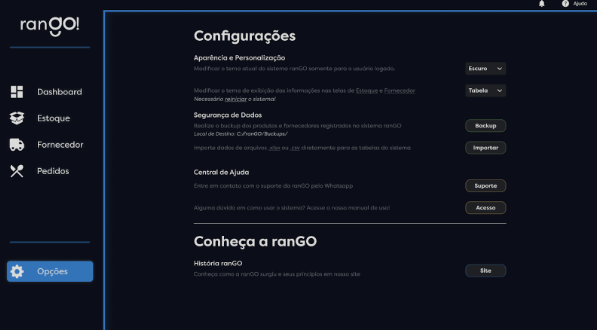 Ajuda
ranGO!
Dashboard
Estoque
Fornecedor
Pedidos
Opções
Configurações
Aparência e Personalização
Modificar o tema atual do sistema ranGO somente para o usuário logado.
Escuro
Modificar o tema de exibição das informações nas telas de Estoque e Fornecedor
Necessário reiniciar o sistema!
Tabela
Segurança de Dados
Realize o backup dos produtos e fornecedores registrados no sistema ranGO
Local de Destino: C:/ranGO/Backups/
Backup
Importe dados de arquivos .xlsx ou .csv diretamente para as tabelas do sistema
Importar
Central de Ajuda
Entre em contato com o suporte da ranGO pelo Whatsapp
Suporte
Alguma dúvida em como usar o sistema? Acesse o nosso manual de uso!
Acesso
Conheça a ranGO
História ranGO
Conheça como a ranGO surgiu e seus princípios em nosso site
Site